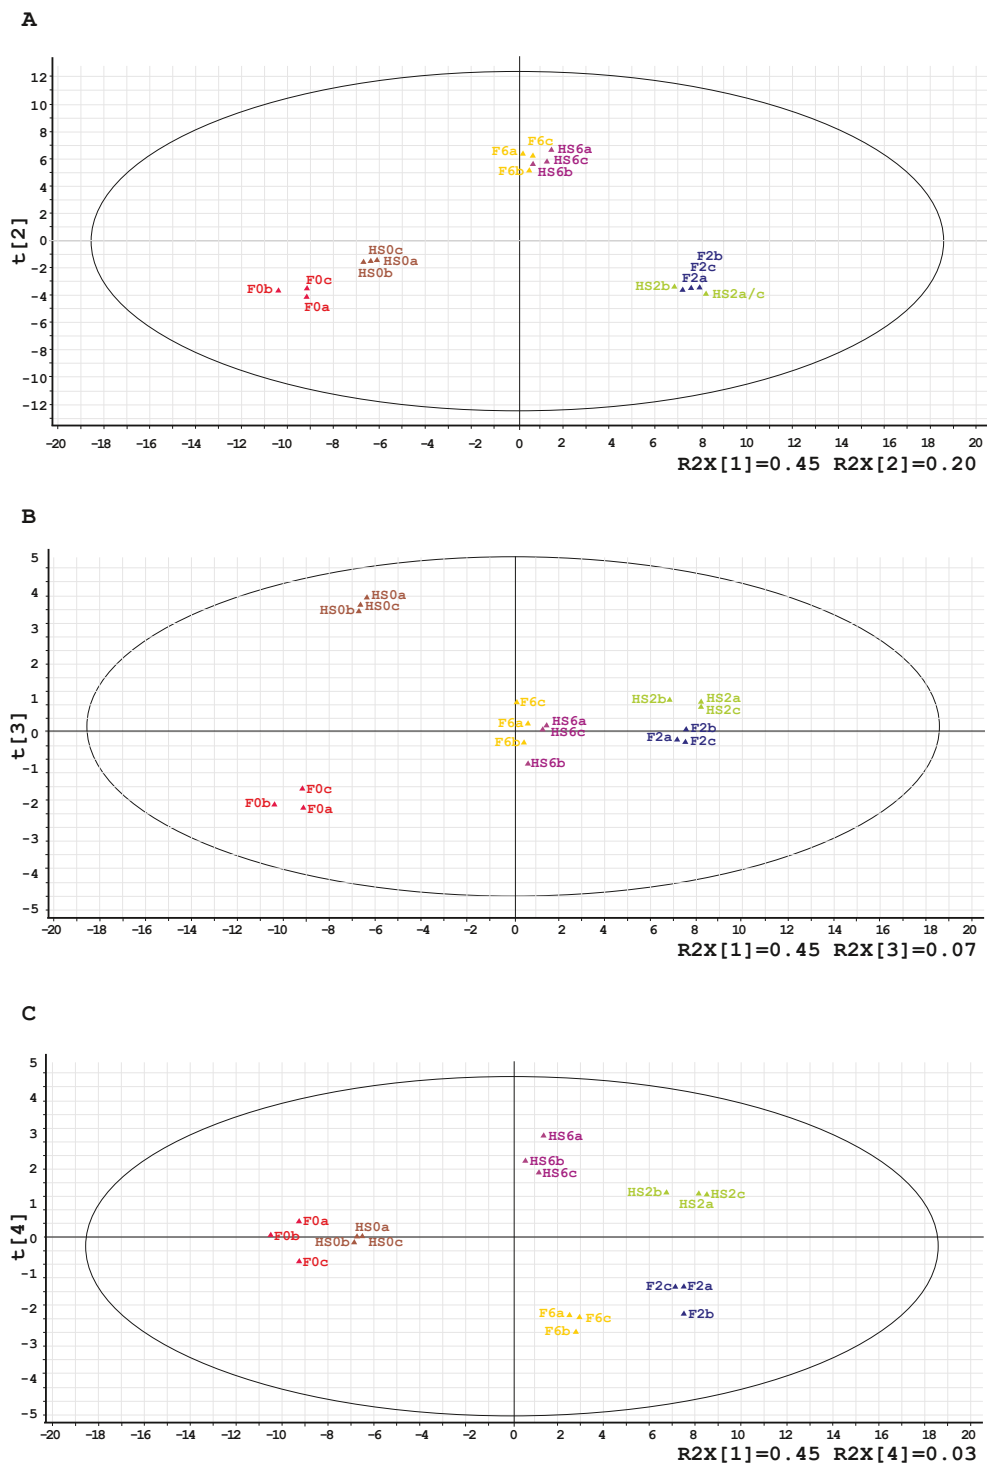 A
t[2]
12
10
8
6
4
2
0
-2
-4
-6
-8
-10
-12
F6c
F6a
HS6a
HS6c
F6b
HS6b
HS0c
HS0a
HS0b
F0c
F0b
F0a
F2b
F2c
F2a
HS2b
HS2a/c
-20 -18 -16 -14 -12 -10 -8 -6 -4 -2 0 2 4 6 8 10 12 14 16 18 20
R2X[1]=0.45 R2X[2]=0.20
B
t[3]
5
4
3
2
1
0
-1
-2
-3
-4
-5
HS0a
HS0c
HS0b
F6c
HS2b
HS2a
HS2c
F6a
HS6a
HS6c
F2b
F2a
F2c
F6b
HS6b
F0c
F0b
F0a
-20 -18 -16 -14 -12 -10 -8 -6 -4 -2 0 2 4 6 8 10 12 14 16 18 20
R2X[1]=0.45 R2X[3]=0.07
C
t[4]
5
4
3
2
1
0
-1
-2
-3
-4
-5
HS6a
HS6b
HS6c
HS2b
HS2c
HS2a
F0a
HS0a
F0b
HS0b
HS0c
F0c
F2c
F2a
F2b
F6a
F6c
F6b
-20 -18 -16 -14 -12 -10 -8 -6 -4 -2 0 2 4 6 8 10 12 14 16 18 20
R2X[1]=0.45 R2X[4]=0.03